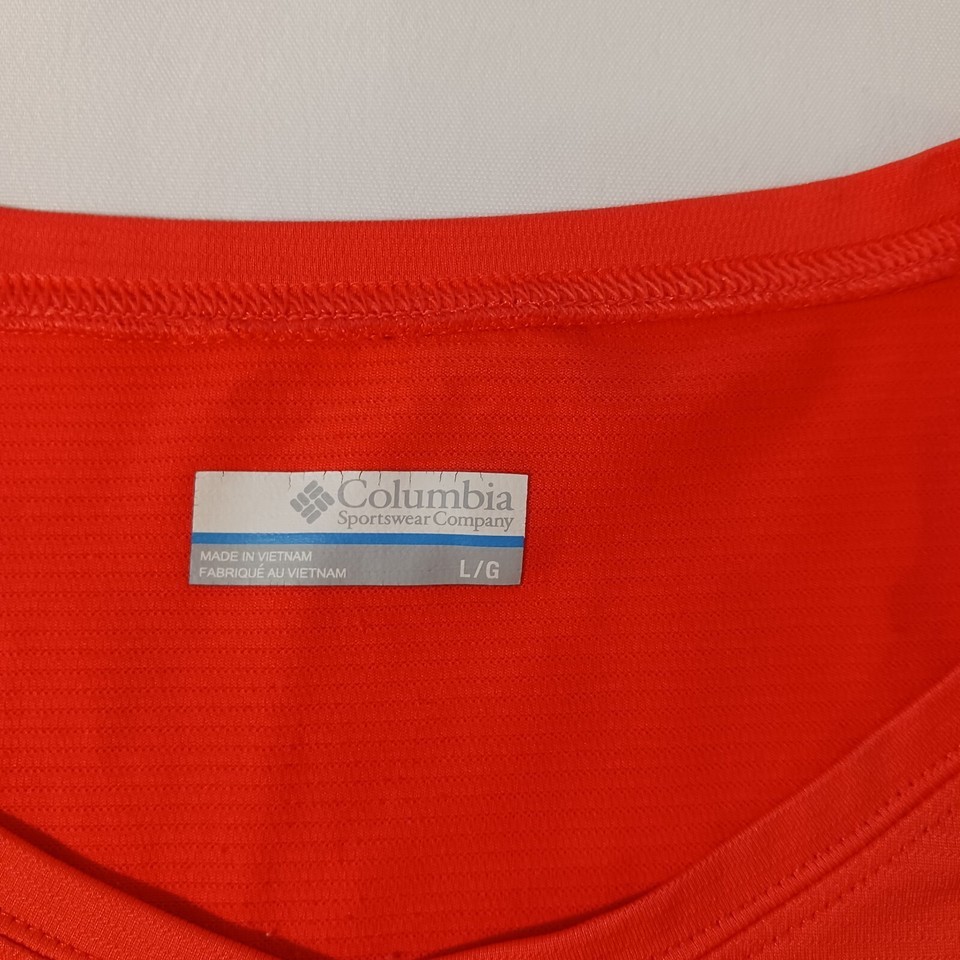 Columbia
Sportswear Company
MADE IN VIETNAM
FABRIQUÉ AU VIETNAM
L/G